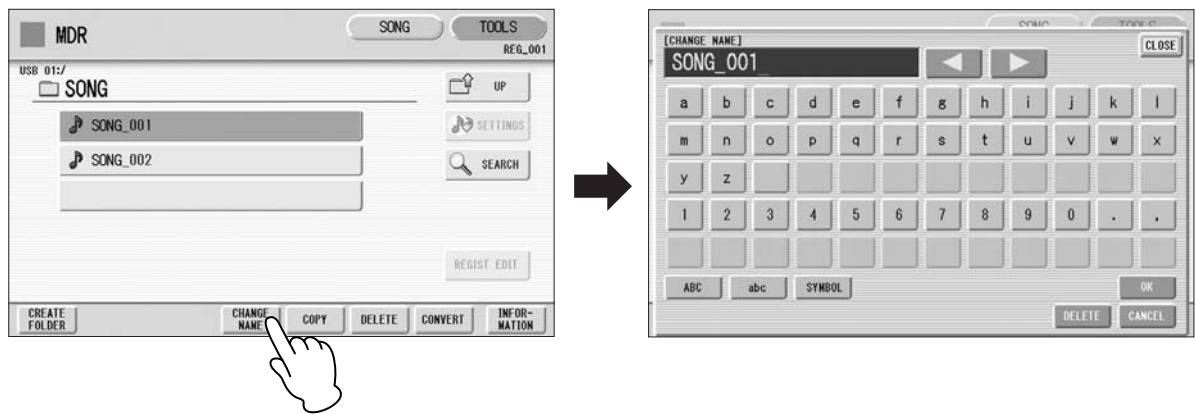 MDR
SONG
TOOLS
REG_001
USB 01:/
SONG
UP
SONG_001
SETTINGS
SONG_002
SEARCH
REGIST EDIT
CREATE
FOLDER
CHANGE
NAME
COPY
DELETE
CONVERT
INFOR-
MATION
[CHANGE NAME]
SONG_001_
CLOSE
a b c d e f g h i j k l
m n o p q r s t u v w x
y z
1 2 3 4 5 6 7 8 9 0 . ,
ABC abc SYMBOL OK
DELETE CANCEL